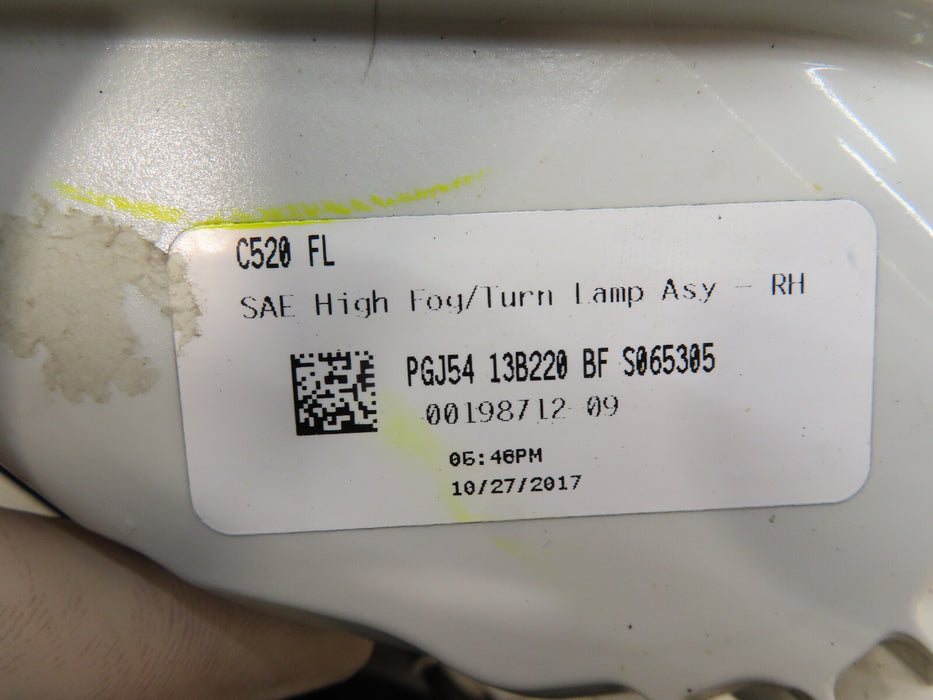 C520 FL
SAE High Fog/Turn Lamp Asy - RH
PGJ54 13B220 BF S065305
00198712 09
05:46PM
10/27/2017